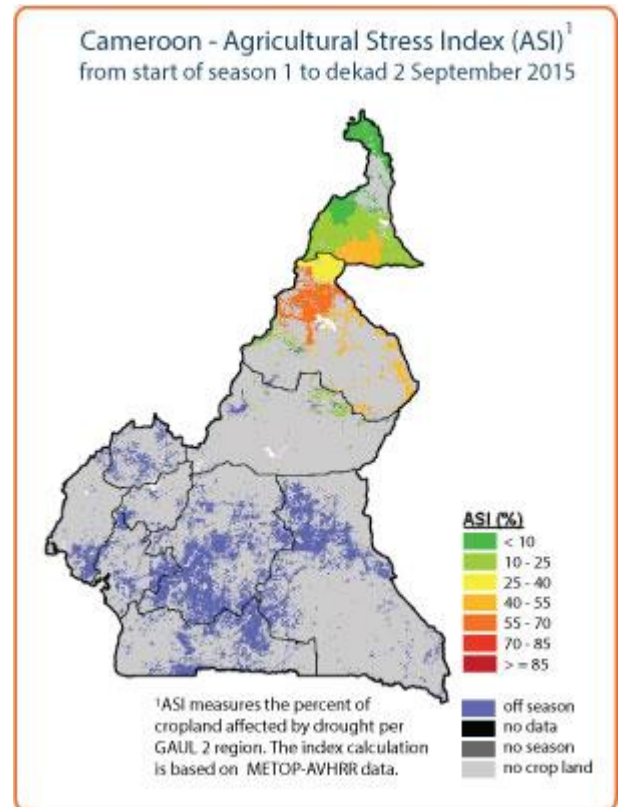 Cameroon - Agricultural Stress Index (ASI)¹
from start of season 1 to dekad 2 September 2015
ASI (%)
< 10
10 - 25
25 - 40
40 - 55
55 - 70
70 - 85
> = 85
off season
no data
no season
no crop land
¹ASI measures the percent of
cropland affected by drought per
GAUL 2 region. The index calculation
is based on METOP-AVHRR data.